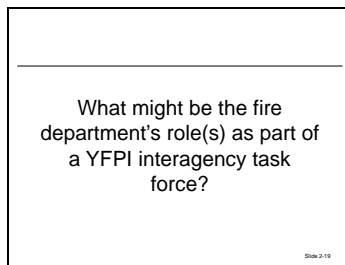 What might be the fire
department's role(s) as part of
a YFPI interagency task
force?
Slide 2-19